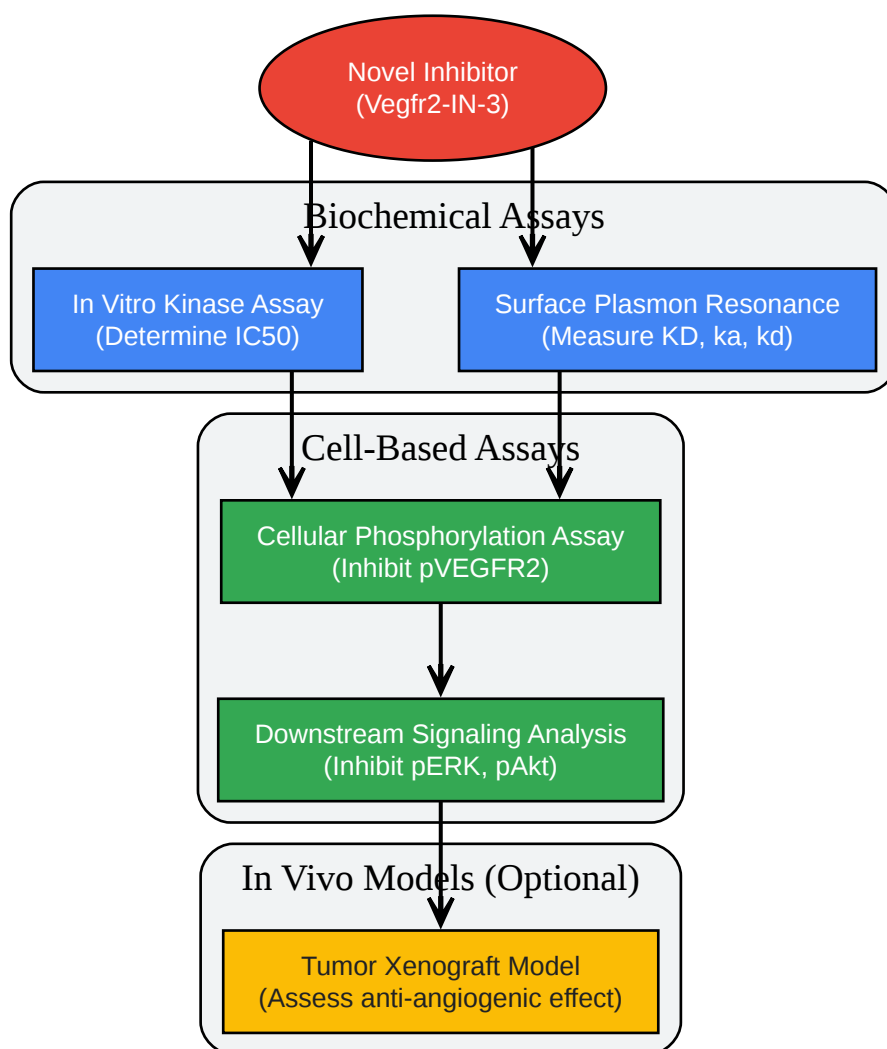 Novel Inhibitor
(Vegfr2-IN-3)
Biochemical Assays
In Vitro Kinase Assay
(Determine IC50)
Surface Plasmon Resonance
(Measure KD, ka, kd)
Cell-Based Assays
Cellular Phosphorylation Assay
(Inhibit pVEGFR2)
Downstream Signaling Analysis
(Inhibit pERK, pAkt)
In Vivo Models (Optional)
Tumor Xenograft Model
(Assess anti-angiogenic effect)